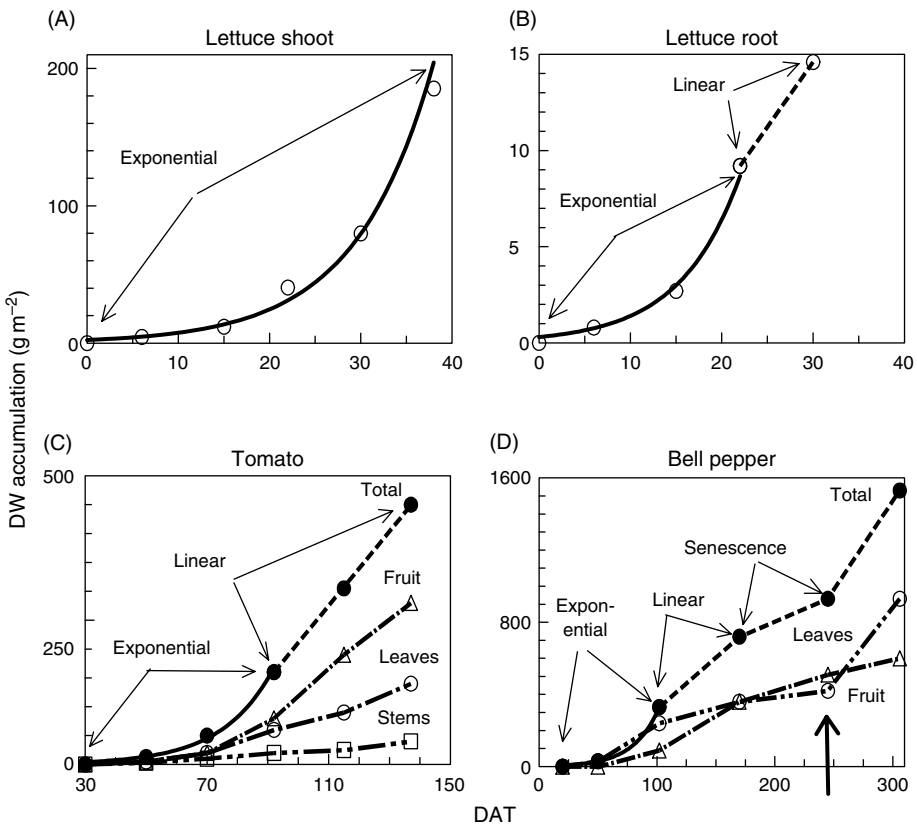 (A)
Lettuce shoot
200
100
0
Exponential
0
10
20
30
40
(B)
Lettuce root
15
10
5
0
Linear
Exponential
0
10
20
30
40
DW accumulation (g m−2)
(C)
Tomato
500
250
0
Total
Linear
Fruit
Exponential
Leaves
Stems
30
70
110
150
(D)
Bell pepper
1600
800
400
0
Total
Senescence
Expon-
ential
Linear
Leaves
Fruit
0
100
200
300
DAT